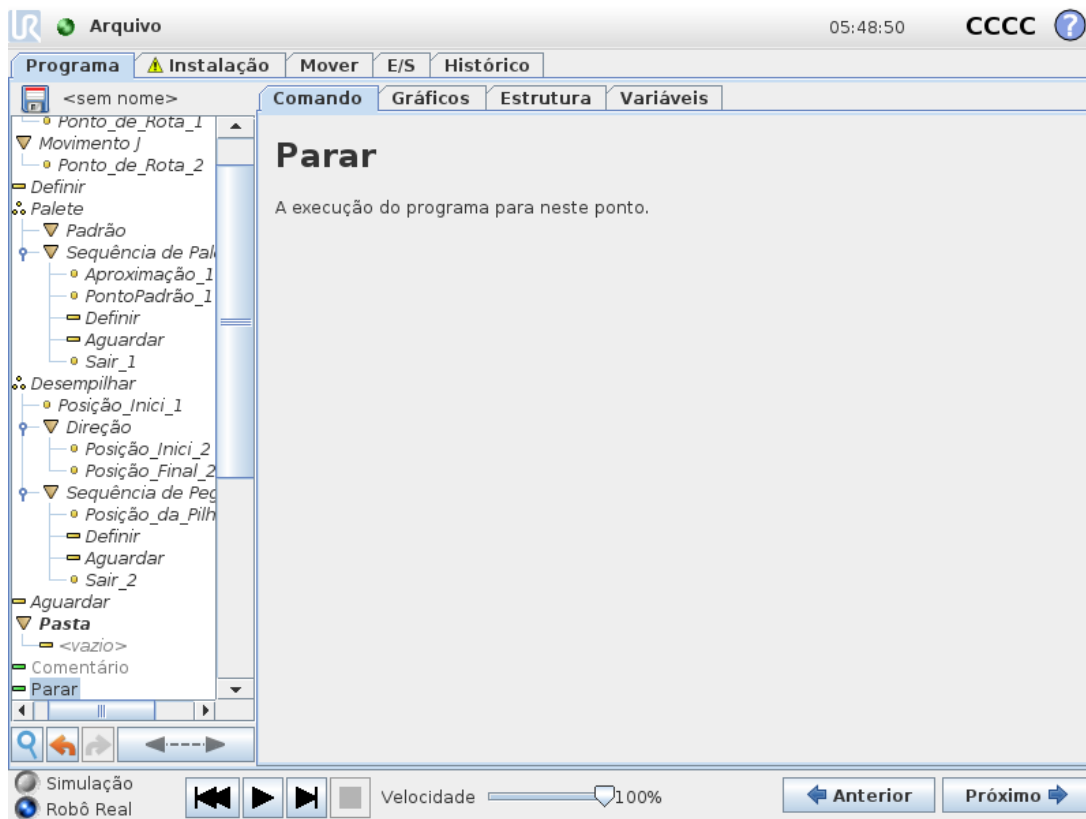 UR
Arquivo
05:48:50
CCCC
?
Programa
Instalação
Mover
E/S
Histórico
<sem nome>
Comando
Gráficos
Estrutura
Variáveis
Ponto_de_Rota_1
Movimento J
Ponto_de_Rota_2
Definir
Palete
Padrão
Sequência de Pal
Aproximação_1
PontoPadrão_1
Definir
Aguardar
Sair_1
Desempilhar
Posição_Inici_1
Direção
Posição_Inici_2
Posição_Final_2
Sequência de Peg
Posição_da_Pilh
Definir
Aguardar
Sair_2
Aguardar
Pasta
<vazio>
Comentário
Parar
Parar
A execução do programa para neste ponto.
Simulação
Robô Real
Velocidade
100%
Anterior
Próximo